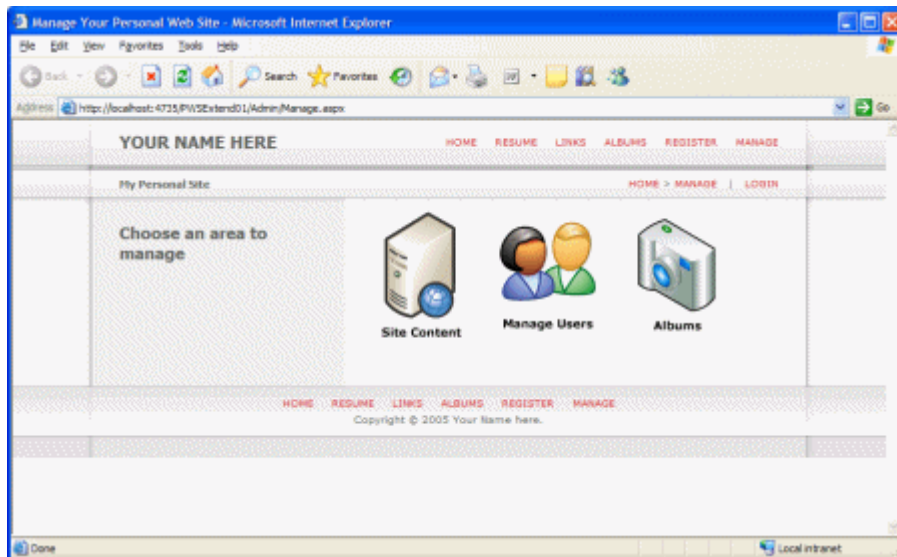 Manage Your Personal Web Site - Microsoft Internet Explorer
File Edit View Favorites Tools Help
Back Search Favorites
Address http://localhost:4735/PWSExtend01/Admin/Manage.aspx Go
YOUR NAME HERE HOME RESUME LINKS ALBUMS REGISTER MANAGE
My Personal Site HOME > MANAGE | LOGIN
Choose an area to
manage
Site Content Manage Users Albums
HOME RESUME LINKS ALBUMS REGISTER MANAGE
Copyright © 2005 Your Name here.
Done Local intranet